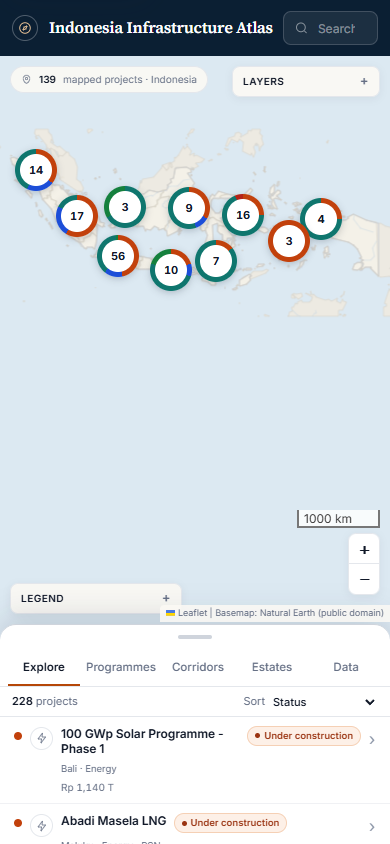 Indonesia Infrastructure Atlas
Search
139 mapped projects · Indonesia
LAYERS +
14
17
3
9
16
4
3
56
10
7
1000 km
+
−
LEGEND +
Leaflet | Basemap: Natural Earth (public domain)
Explore Programmes Corridors Estates Data
228 projects
Sort Status
100 GWp Solar Programme - Phase 1
Under construction
Bali · Energy
Rp 1,140 T
Abadi Masela LNG
Under construction